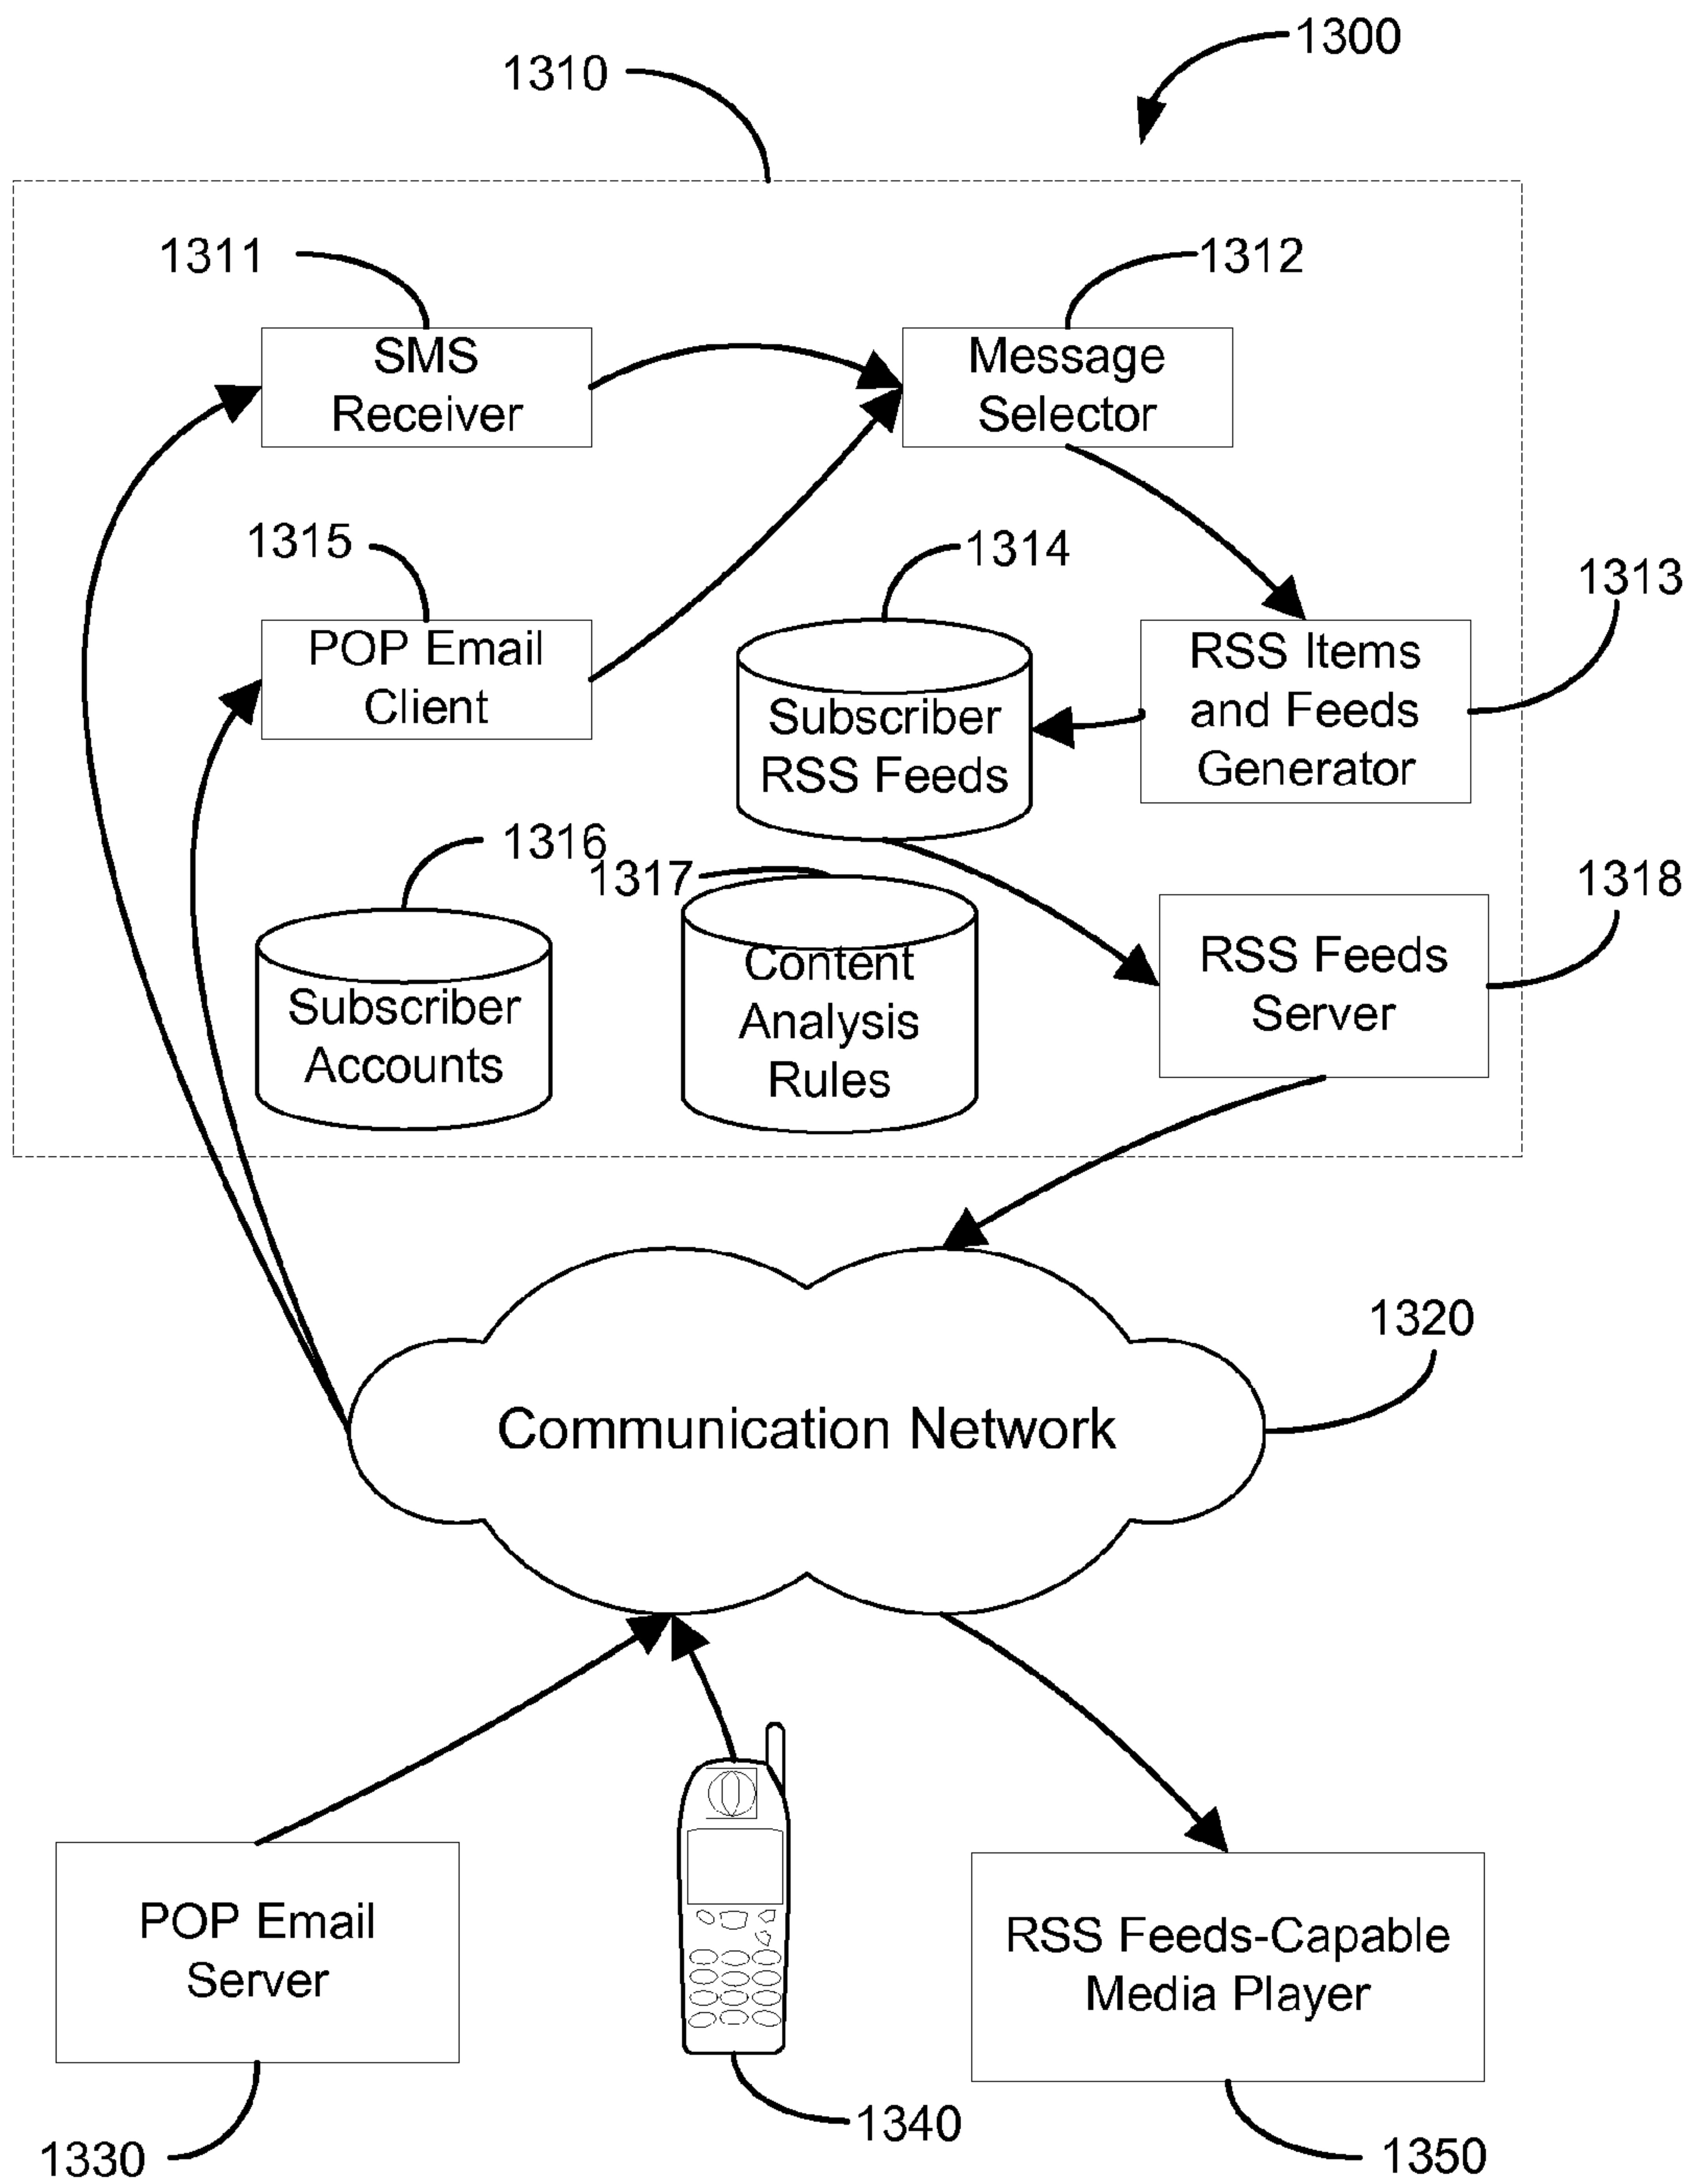 1300
1310
1311
1312
SMS
Receiver
Message
Selector
1315
1314
1313
POP Email
Client
Subscriber
RSS Feeds
RSS Items
and Feeds
Generator
1316
1317
1318
Subscriber
Accounts
Content
Analysis
Rules
RSS Feeds
Server
1320
Communication Network
POP Email
Server
RSS Feeds-Capable
Media Player
1330
1340
1350